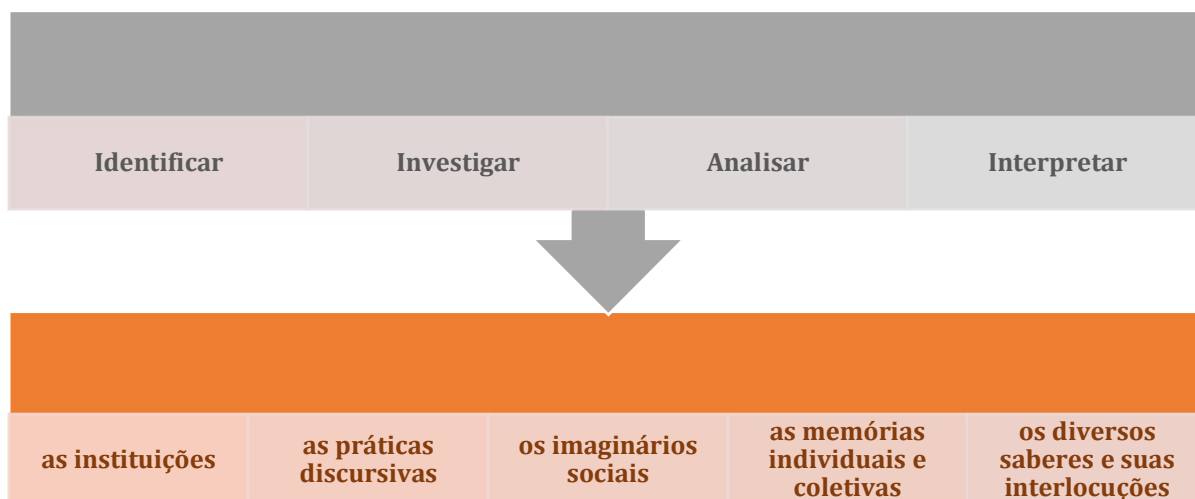 Identificar
Investigar
Analisar
Interpretar
as instituições
as práticas
discursivas
os imaginários
sociais
as memórias
individuais e
coletivas
os diversos
saberes e suas
interlocuções